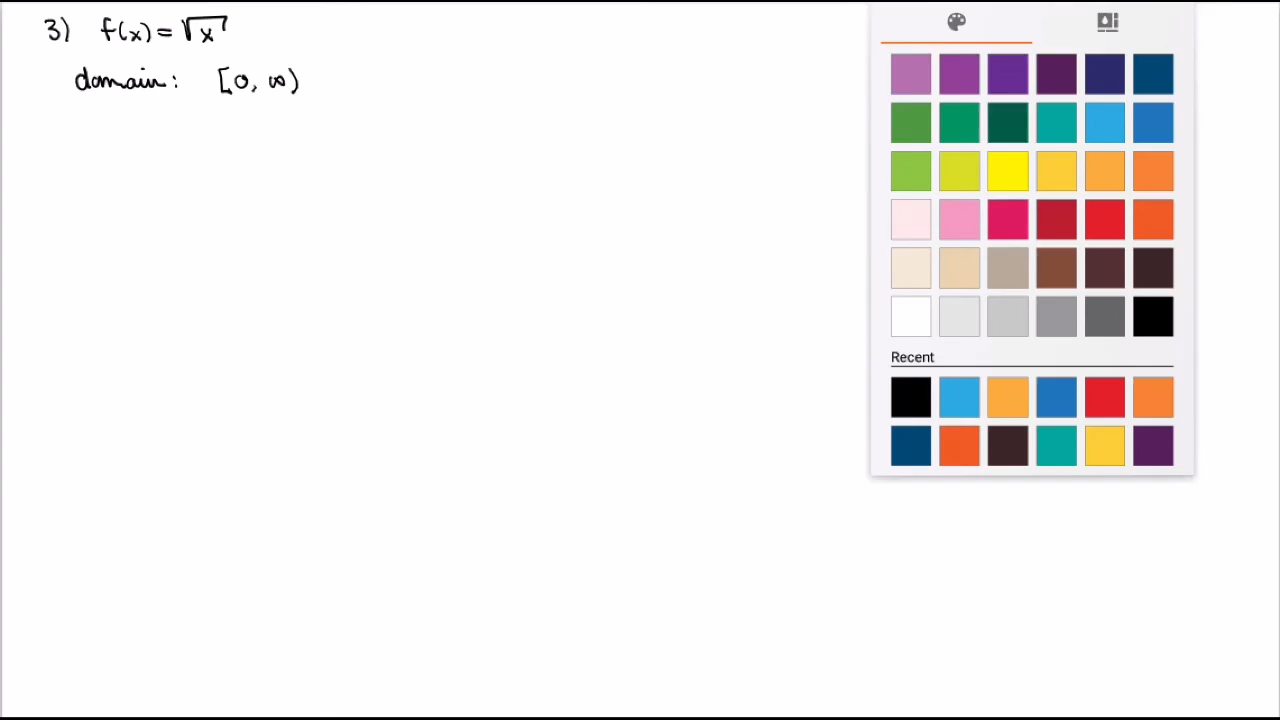 3) f(x) = √x
domain: [0, ∞)
Recent